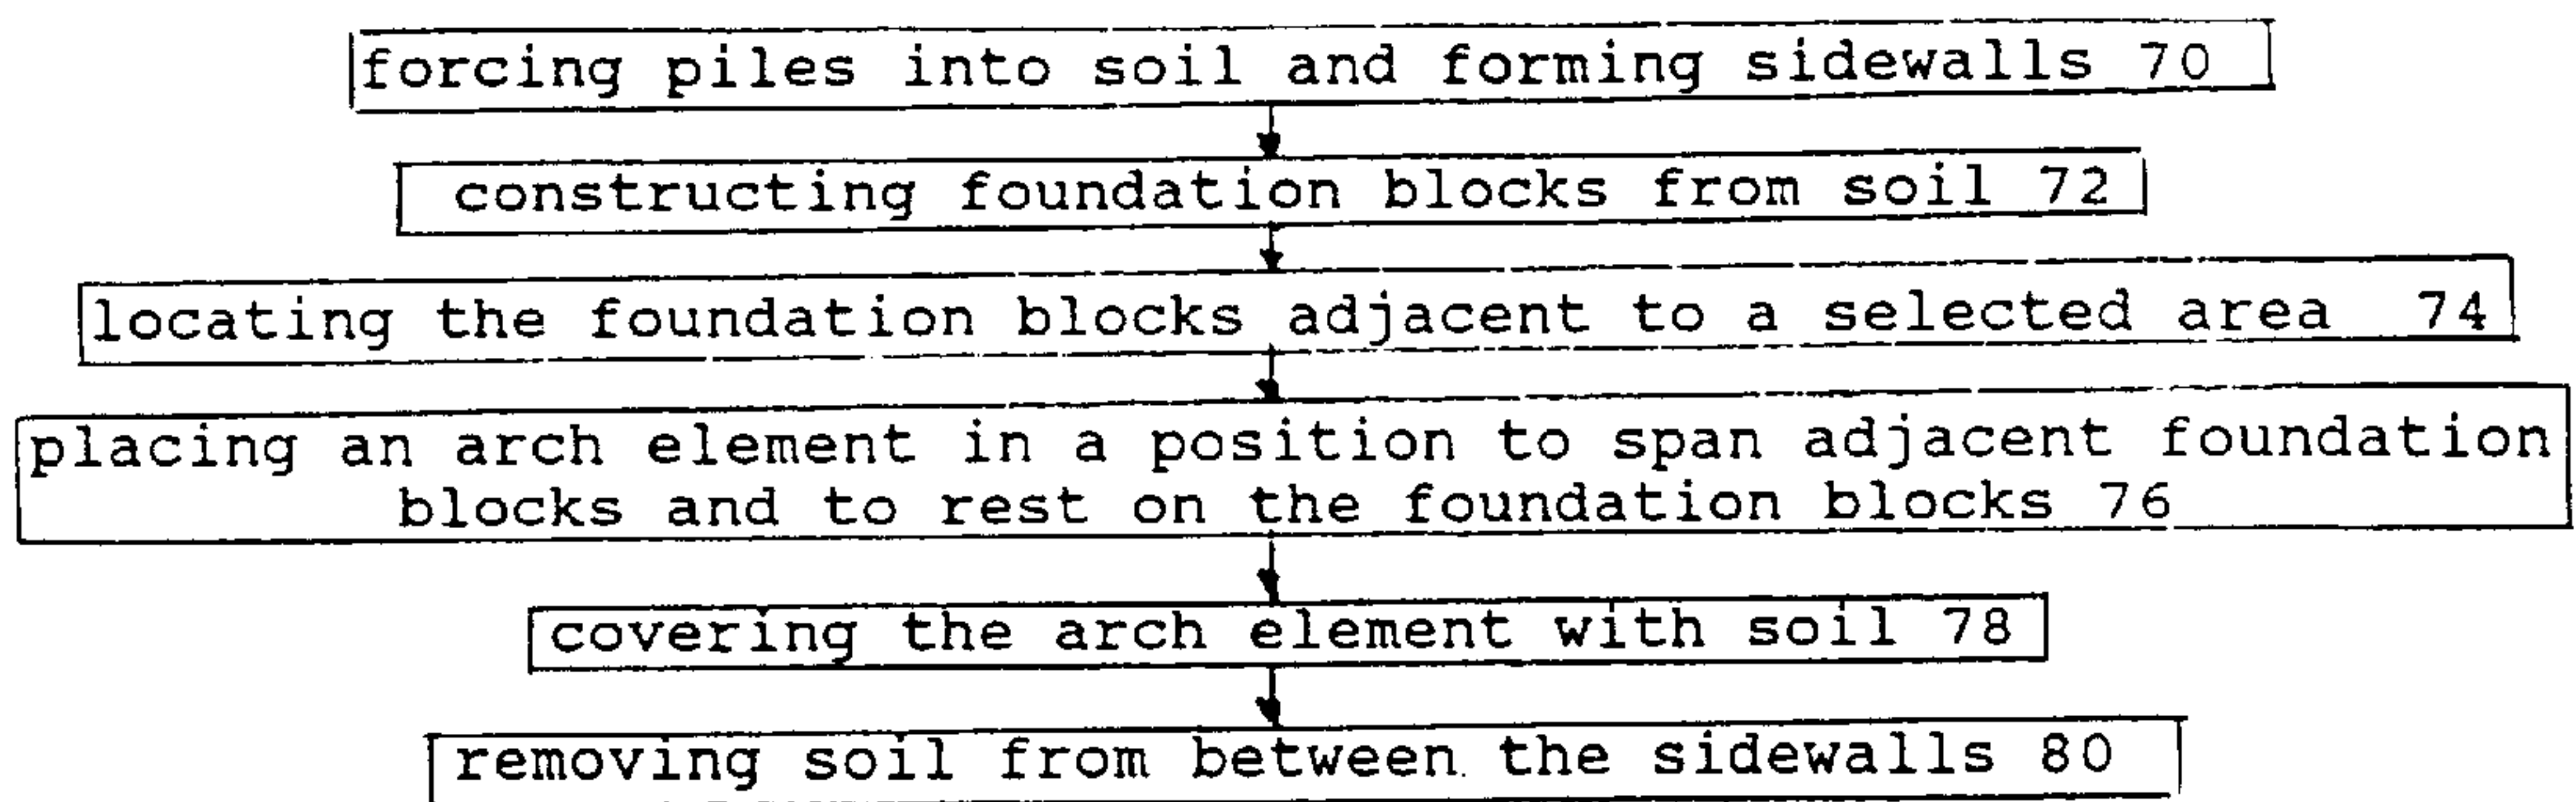 forcing piles into soil and forming sidewalls 70
constructing foundation blocks from soil 72
locating the foundation blocks adjacent to a selected area 74
placing an arch element in a position to span adjacent foundation
blocks and to rest on the foundation blocks 76
covering the arch element with soil 78
removing soil from between the sidewalls 80